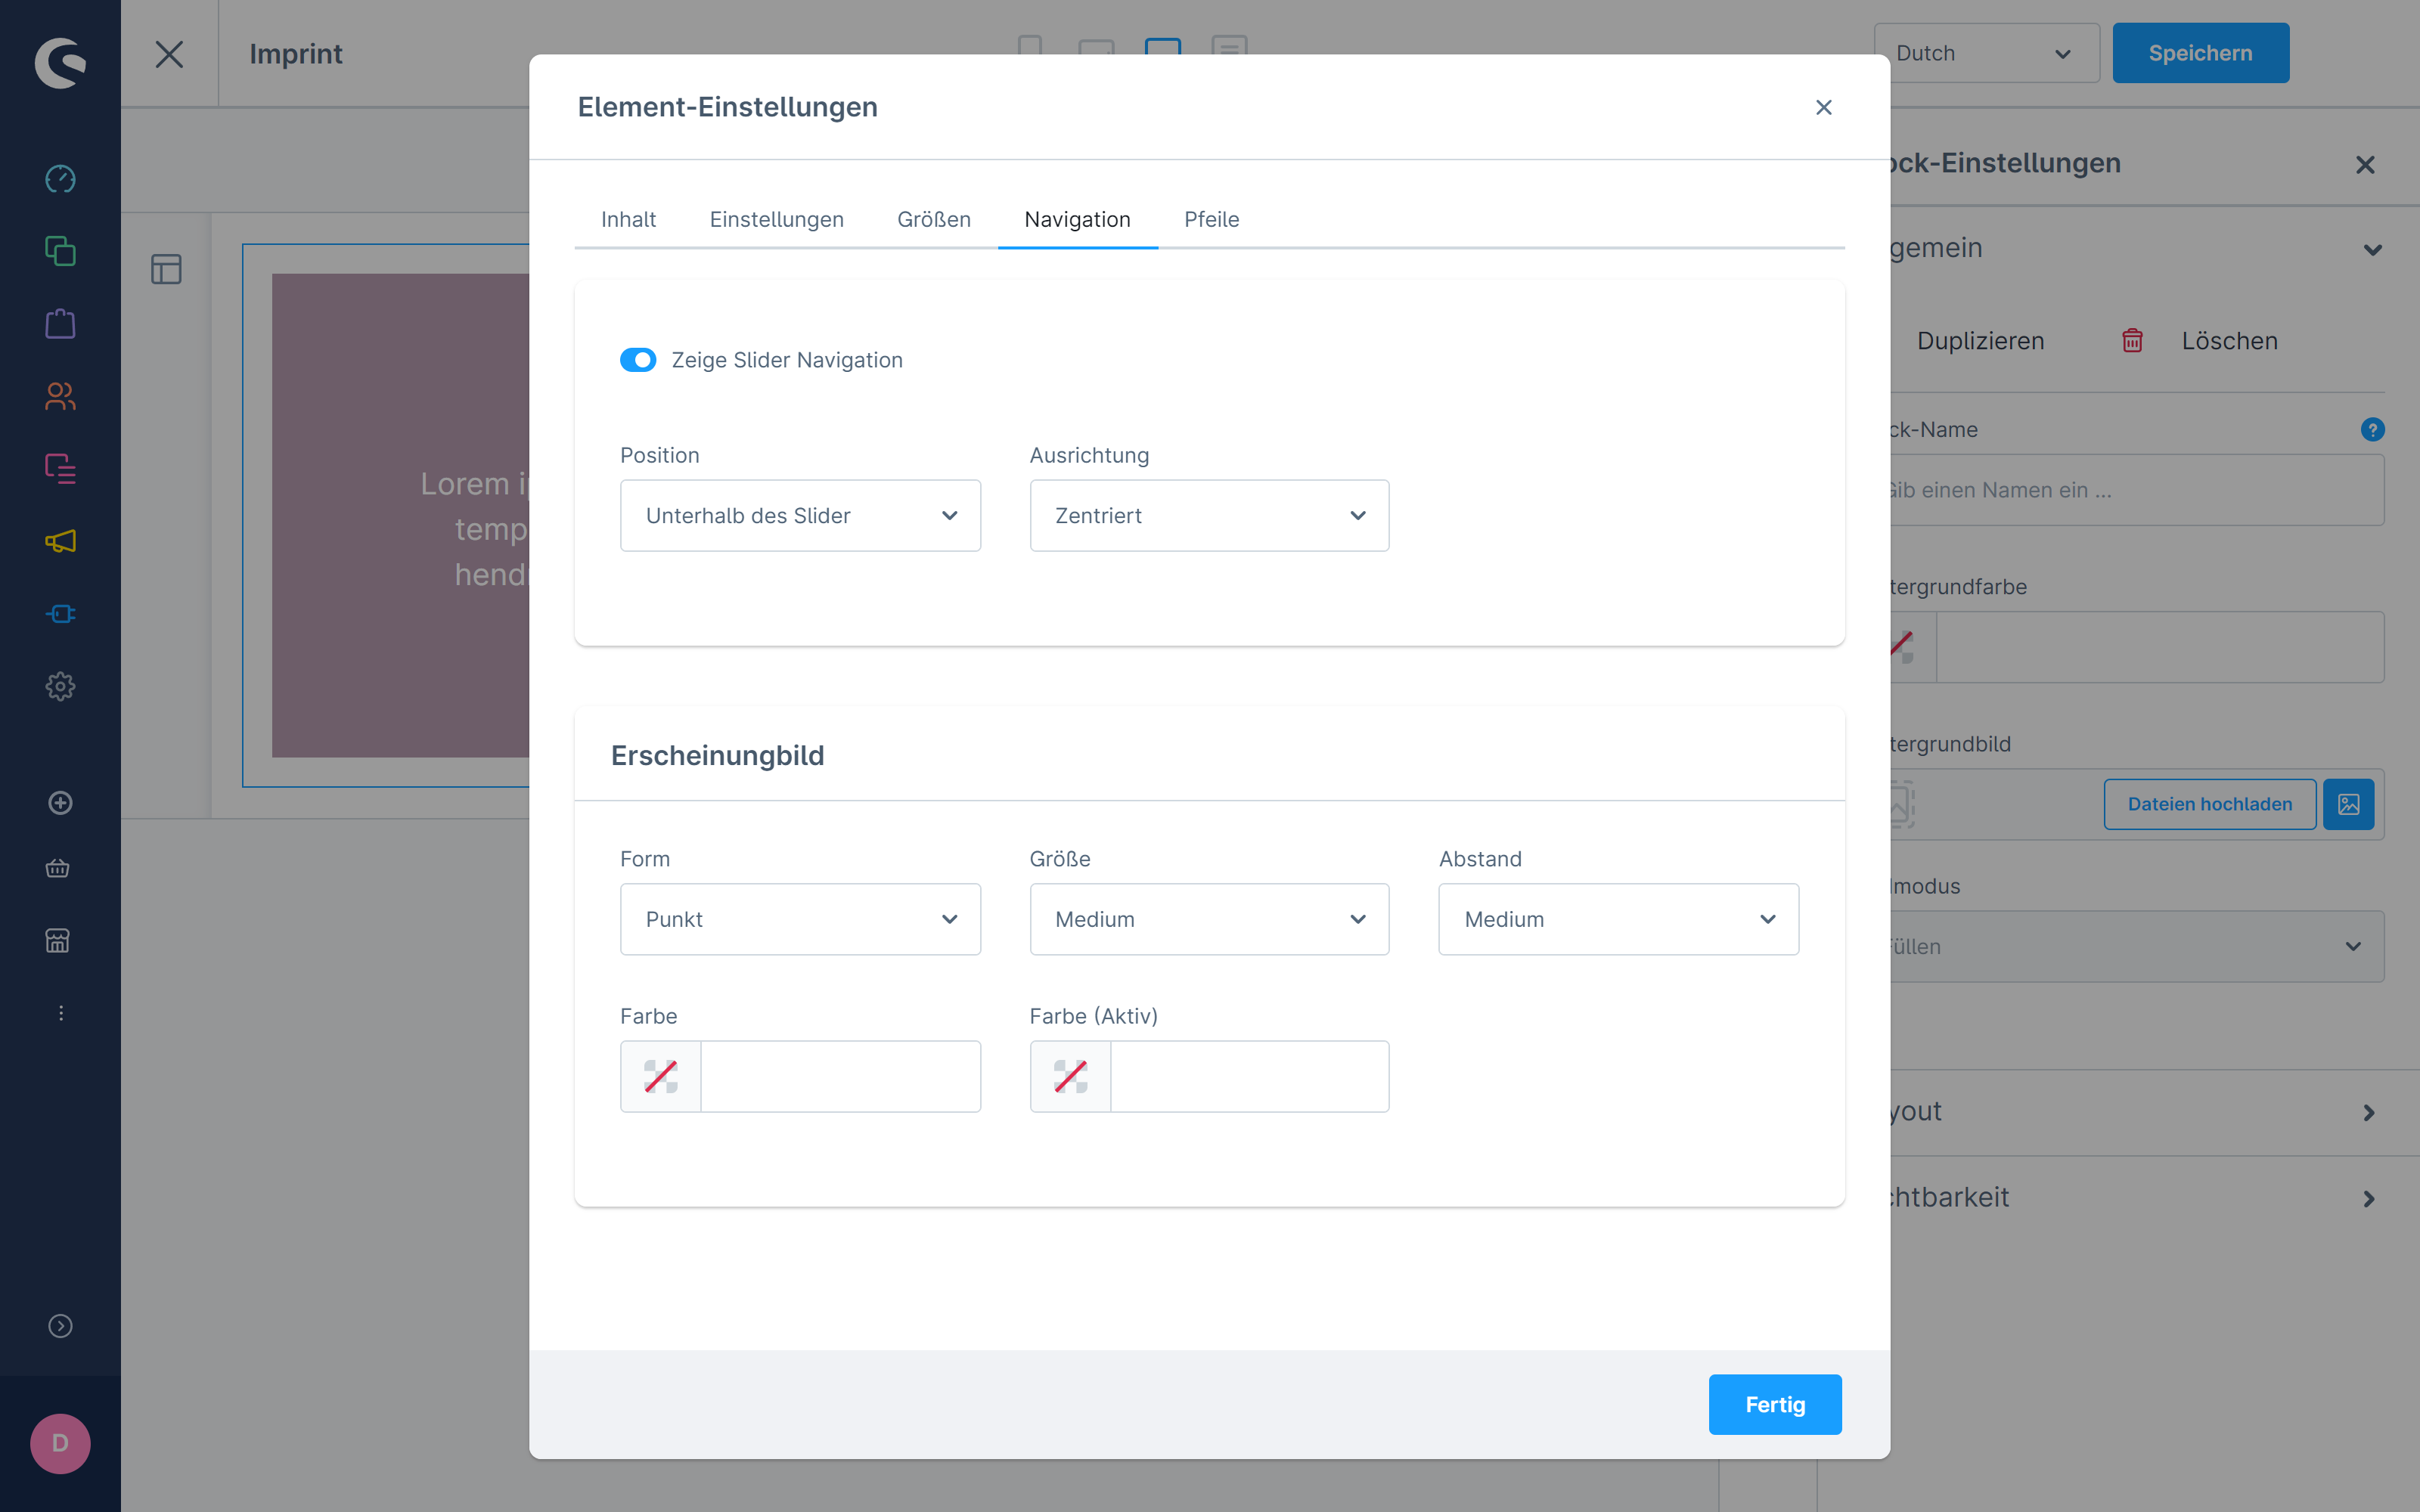 Imprint
Dutch
Speichern
Element-Einstellungen
ock-Einstellungen
Inhalt Einstellungen Größen Navigation Pfeile
gemein
Zeige Slider Navigation
Duplizieren Löschen
Position Ausrichtung
ck-Name
?
Unterhalb des Slider Zentriert
Gib einen Namen ein ...
Lorem i
temp
hend
tergrundfarbe
Erscheinungbild
tergrundbild
Dateien hochladen
Form Größe Abstand
lmodus
Punkt Medium Medium
üllen
Farbe Farbe (Aktiv)
yout
chtbarkeit
Fertig
D